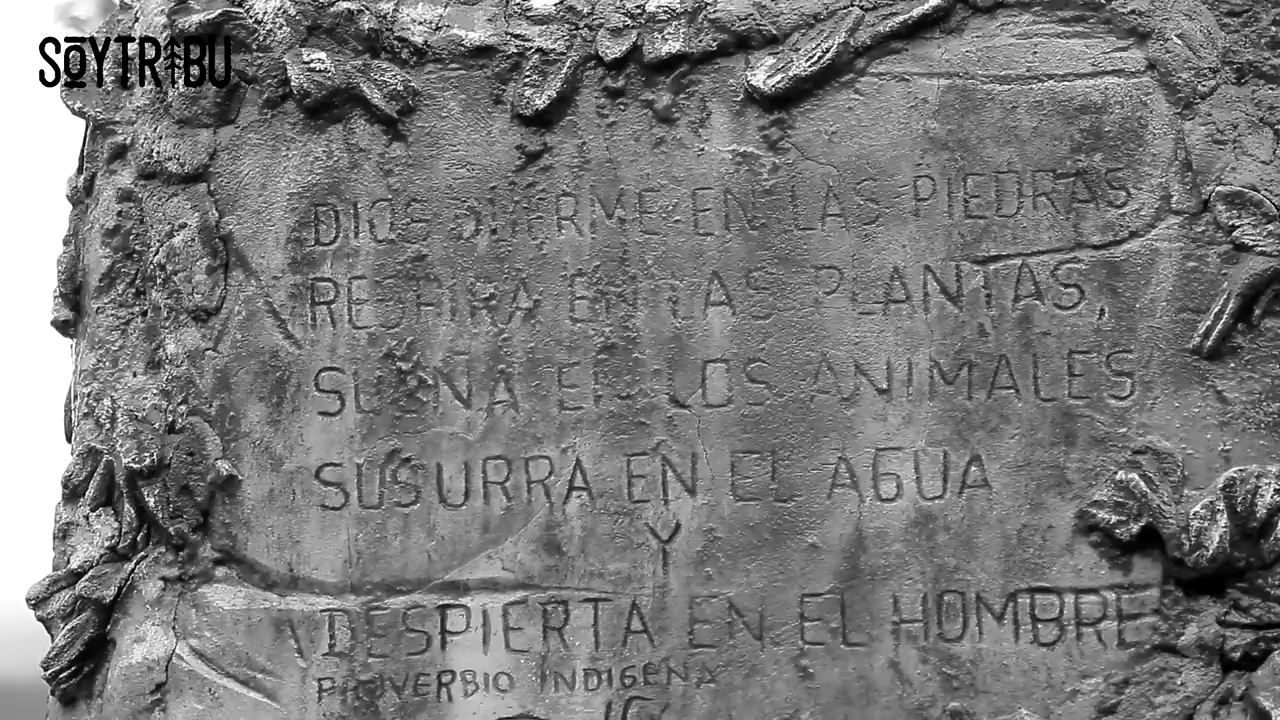 SOYTRIBU
DIOS DUERME EN LAS PIEDRAS
RESPIRA EN LAS PLANTAS,
SUEÑA EN LOS ANIMALES
SUSURRA EN EL AGUA
Y
DESPIERTA EN EL HOMBRE
PROVERBIO INDIGENA